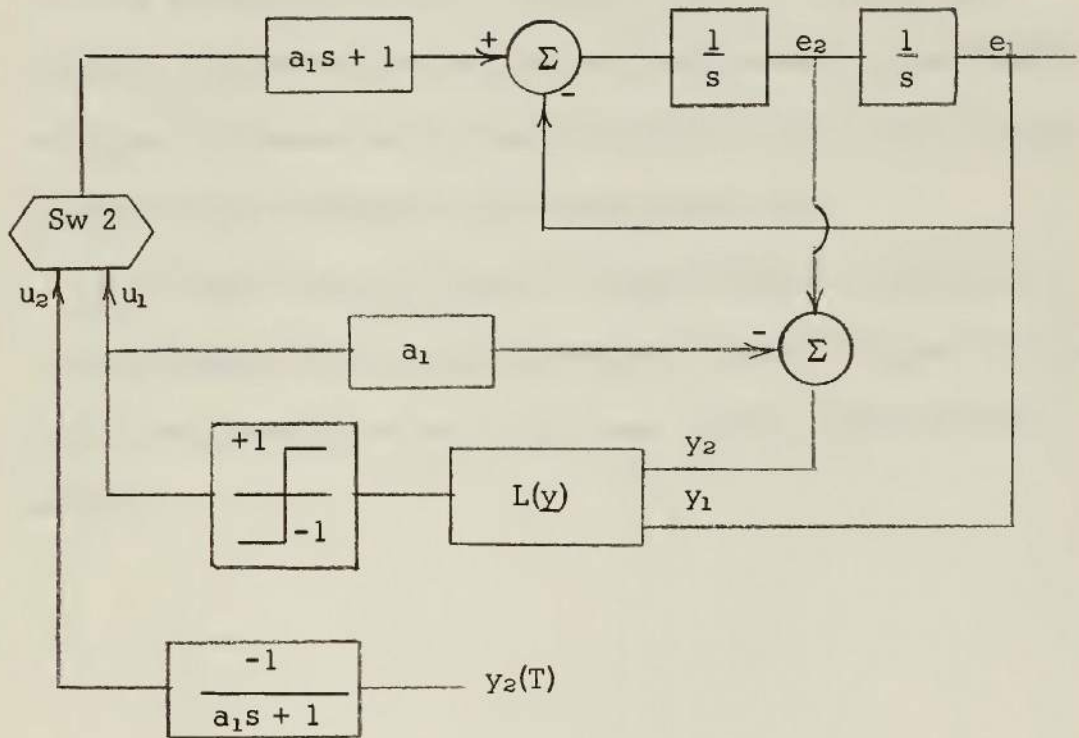 a₁s + 1
+
Σ
-
1
s
e₂
1
s
e₁
Sw 2
u₂
u₁
a₁
-
Σ
+1
-1
L(y)
y₂
y₁
-1
a₁s + 1
y₂(T)